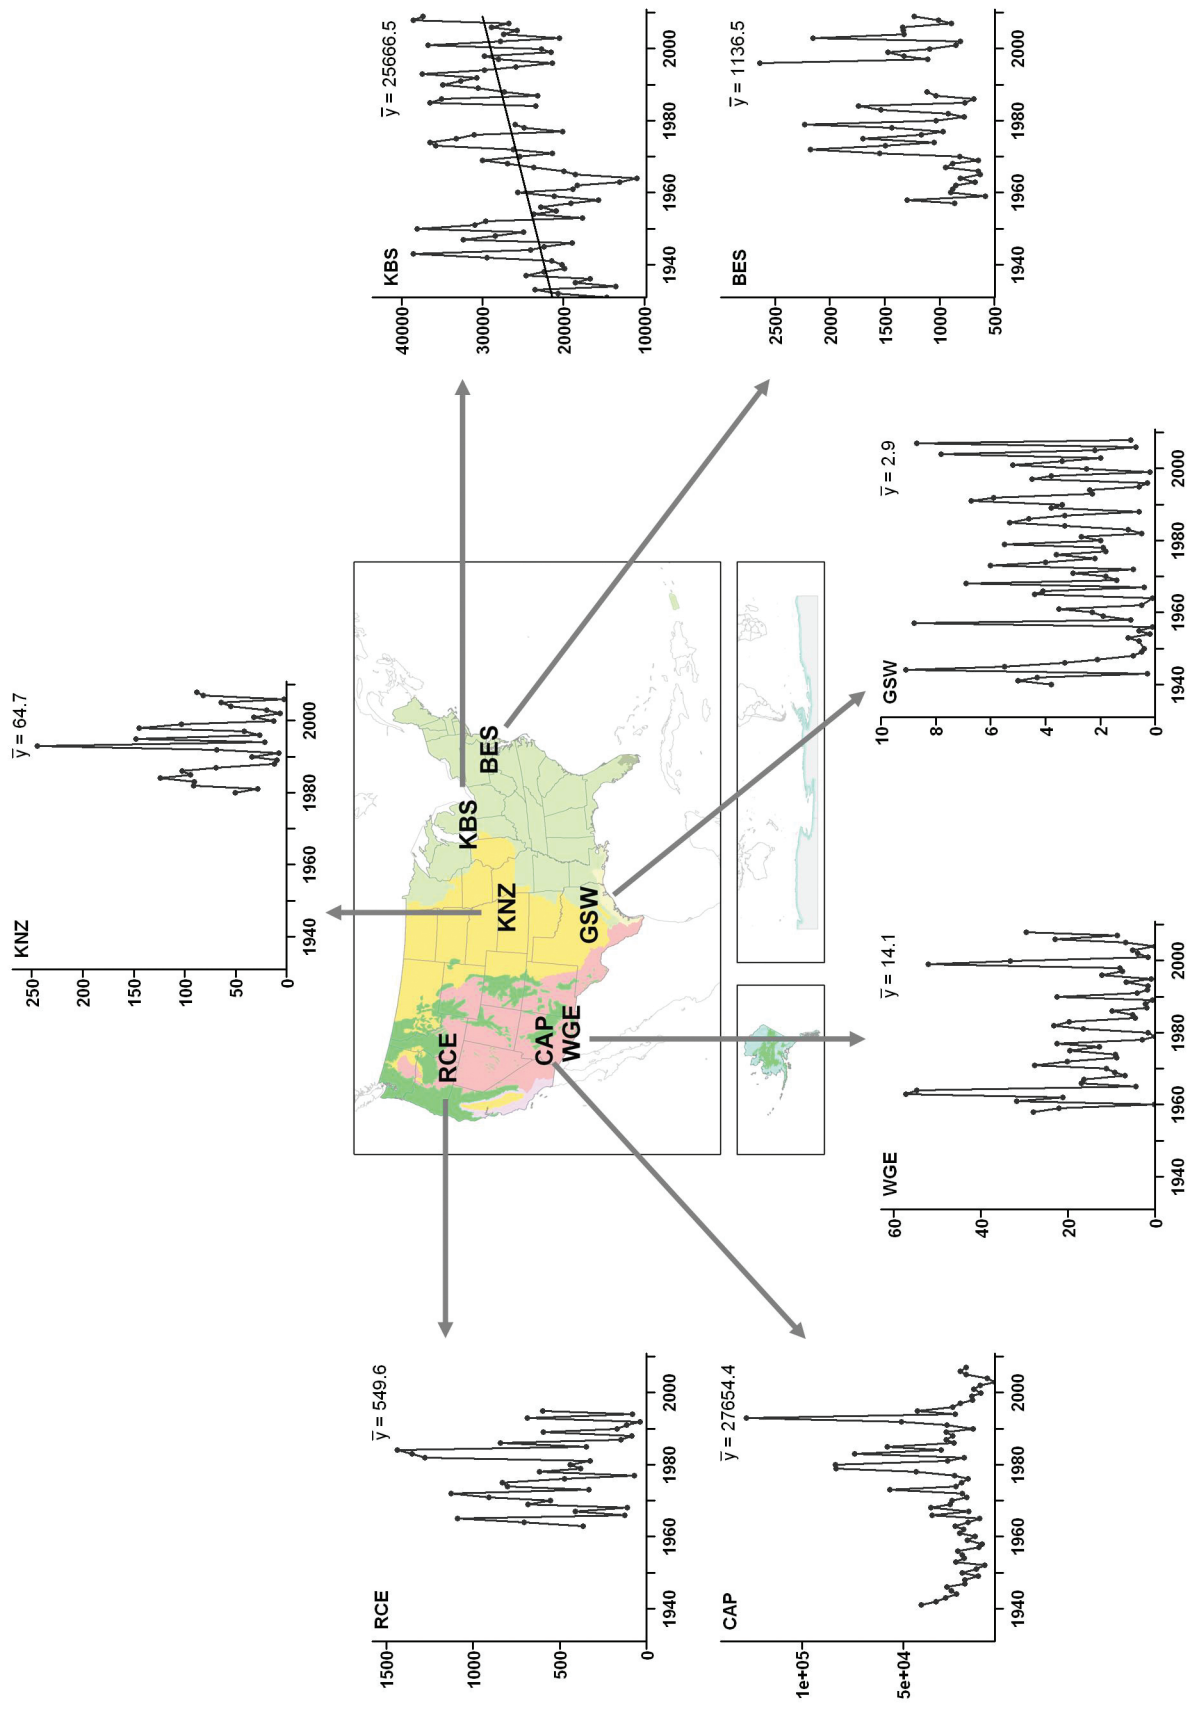 KNZ
y̅ = 64.7
250
200
150
100
50
0
1940
1960
1980
2000
RCE
y̅ = 549.6
1500
1000
500
0
1940
1960
1980
2000
KBS
y̅ = 25666.5
40000
30000
20000
10000
1940
1960
1980
2000
RCE
CAP
WGE
KNZ
GSW
KBS
BES
CAP
y̅ = 27654.4
1e+05
5e+04
1940
1960
1980
2000
BES
y̅ = 1136.5
2500
2000
1500
1000
500
1940
1960
1980
2000
WGE
y̅ = 14.1
60
40
20
0
1940
1960
1980
2000
GSW
y̅ = 2.9
10
8
6
4
2
0
1940
1960
1980
2000